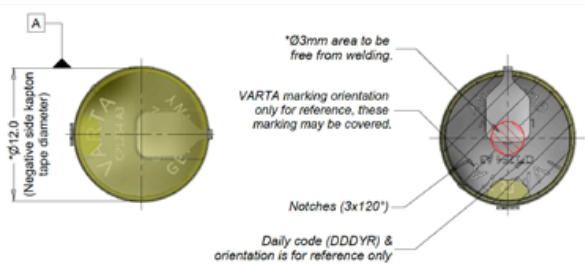 A
*Ø12.0
(Negative side kapton
tape diameter)
VARTA
*Ø3mm area to be
free from welding.
VARTA marking orientation
only for reference, these
marking may be covered.
Notches (3x120°)
Daily code (DDDYR) &
orientation is for reference only